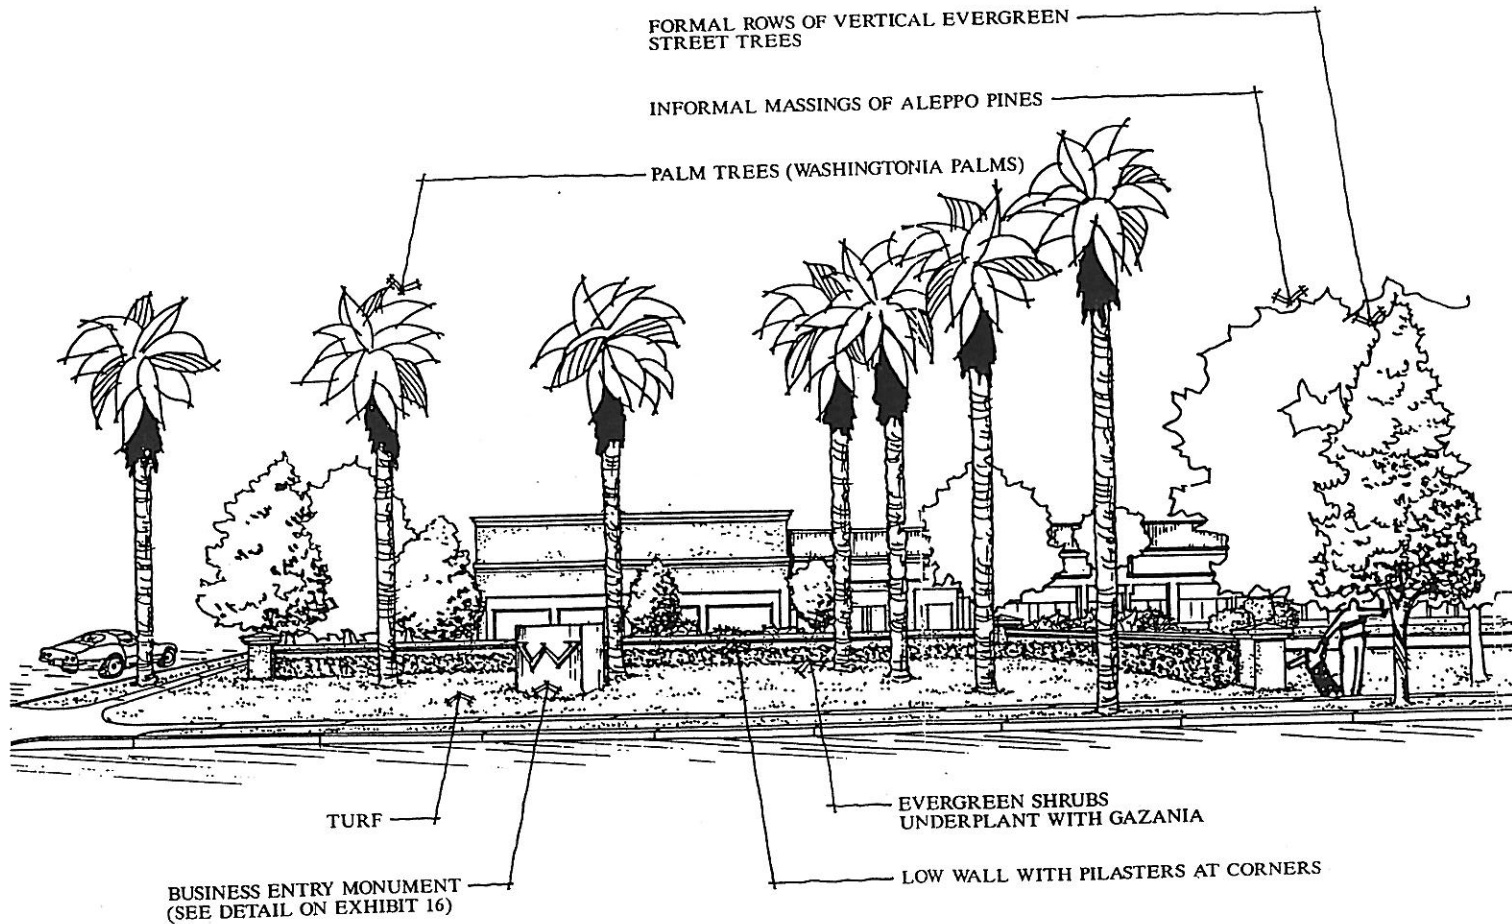 FORMAL ROWS OF VERTICAL EVERGREEN
STREET TREES
INFORMAL MASSINGS OF ALEPPO PINES
PALM TREES (WASHINGTONIA PALMS)
W
TURF
EVERGREEN SHRUBS
UNDERPLANT WITH GAZANIA
BUSINESS ENTRY MONUMENT
(SEE DETAIL ON EXHIBIT 16)
LOW WALL WITH PILASTERS AT CORNERS